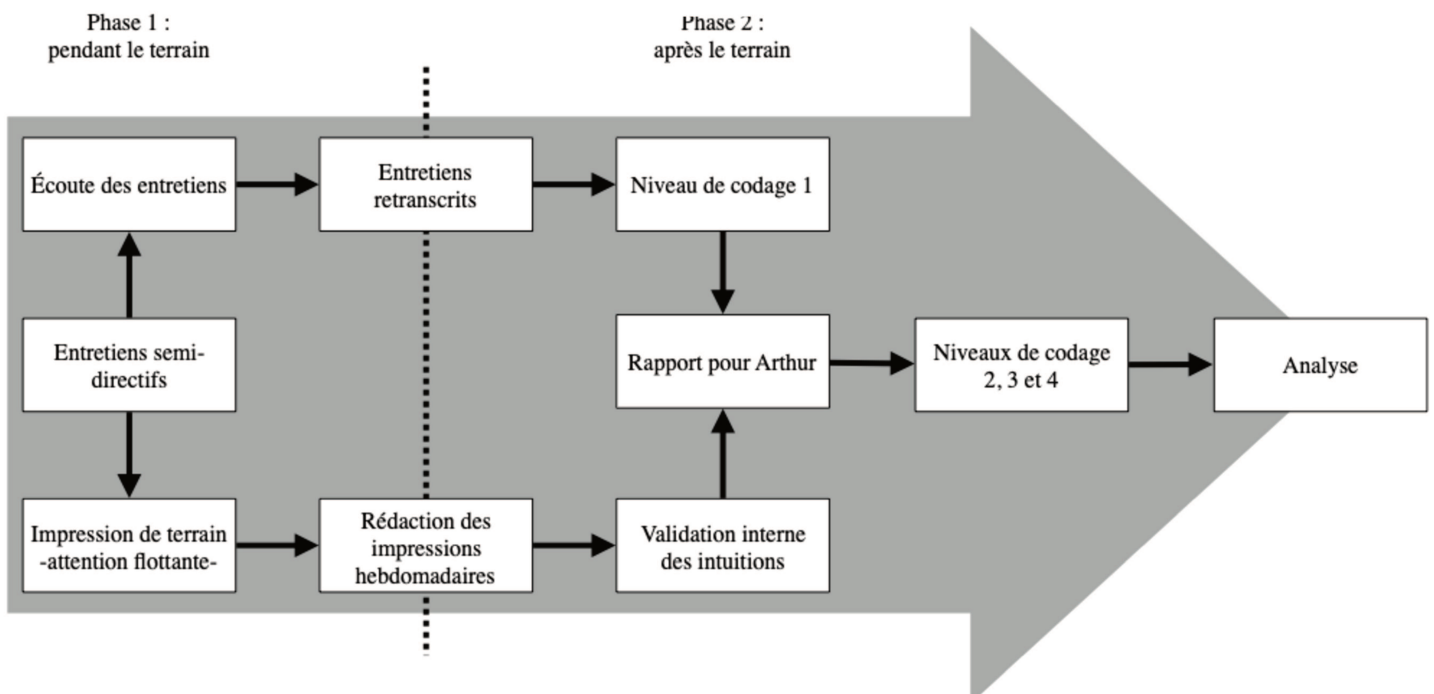 Phase 1 :
pendant le terrain
Phase 2 :
après le terrain
Écoute des entretiens
Entretiens
retranscrits
Niveau de codage 1
Entretiens semi-
directifs
Rapport pour Arthur
Niveaux de codage
2, 3 et 4
Analyse
Impression de terrain
-attention flottante-
Rédaction des
impressions
hebdomadaires
Validation interne
des intuitions